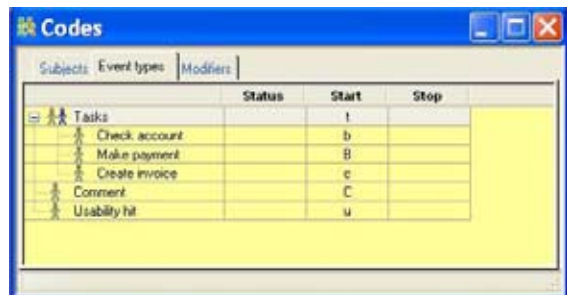 Codes
Subjects Event types Modifiers
Status Start Stop
Tasks t
Check account b
Make payment B
Create invoice c
Comment C
Usability hit u